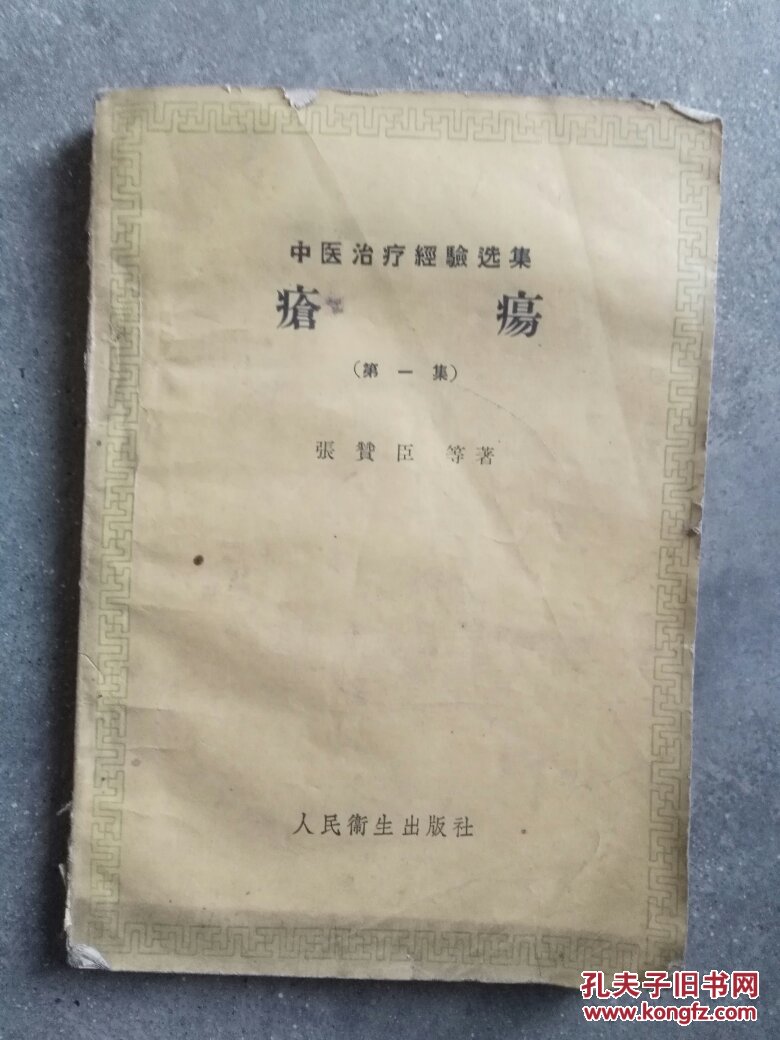 中医治疗經驗选集
瘡 瘍
（第一集）
張贊臣 等著
人民衞生出版社
孔夫子旧书网
www.kongfz.com